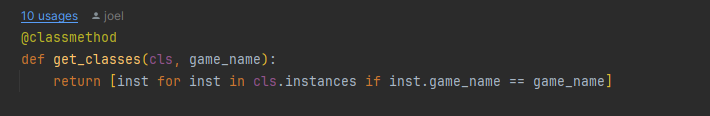 10 usages joel
@classmethod
def get_classes(cls, game_name):
    return [inst for inst in cls.instances if inst.game_name == game_name]